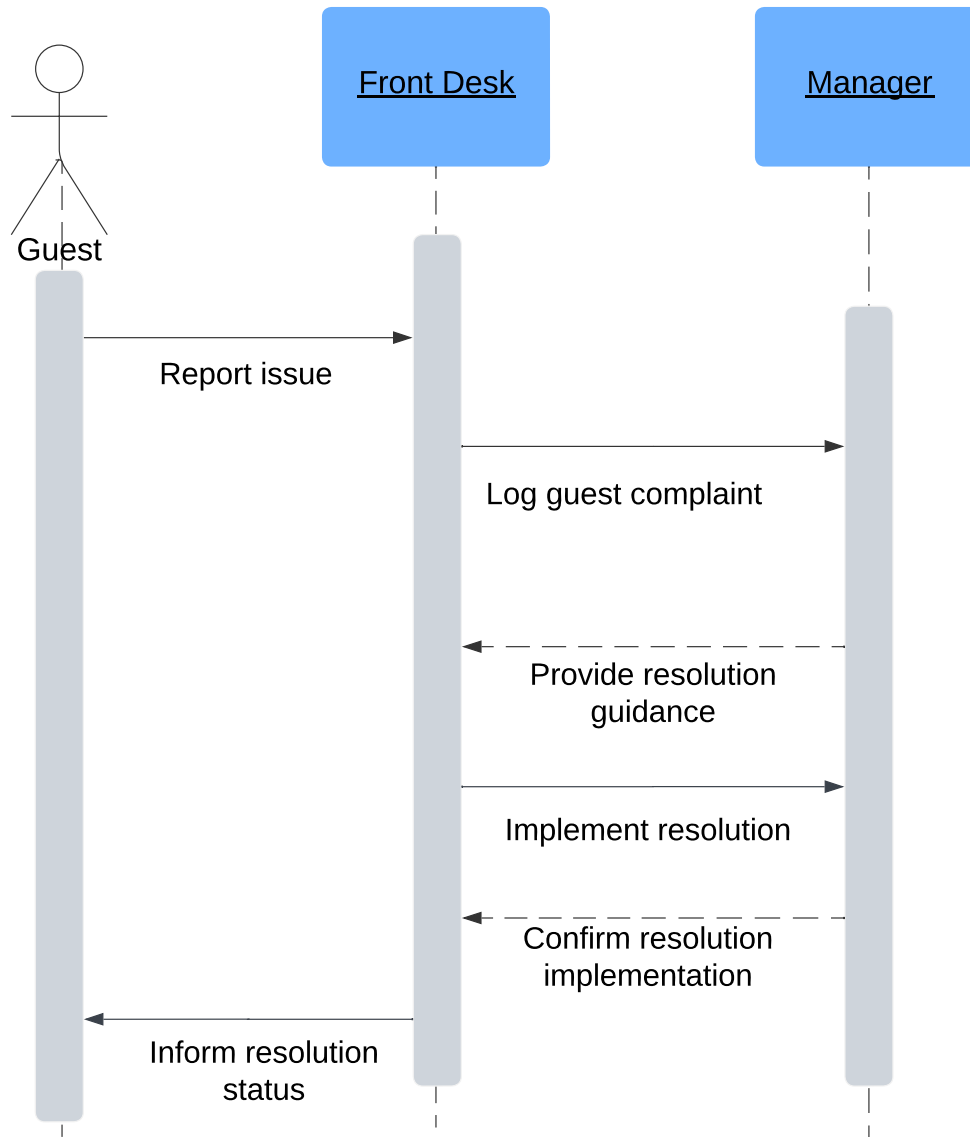 Front Desk
Manager
Guest
Report issue
Log guest complaint
Provide resolution
guidance
Implement resolution
Confirm resolution
implementation
Inform resolution
status